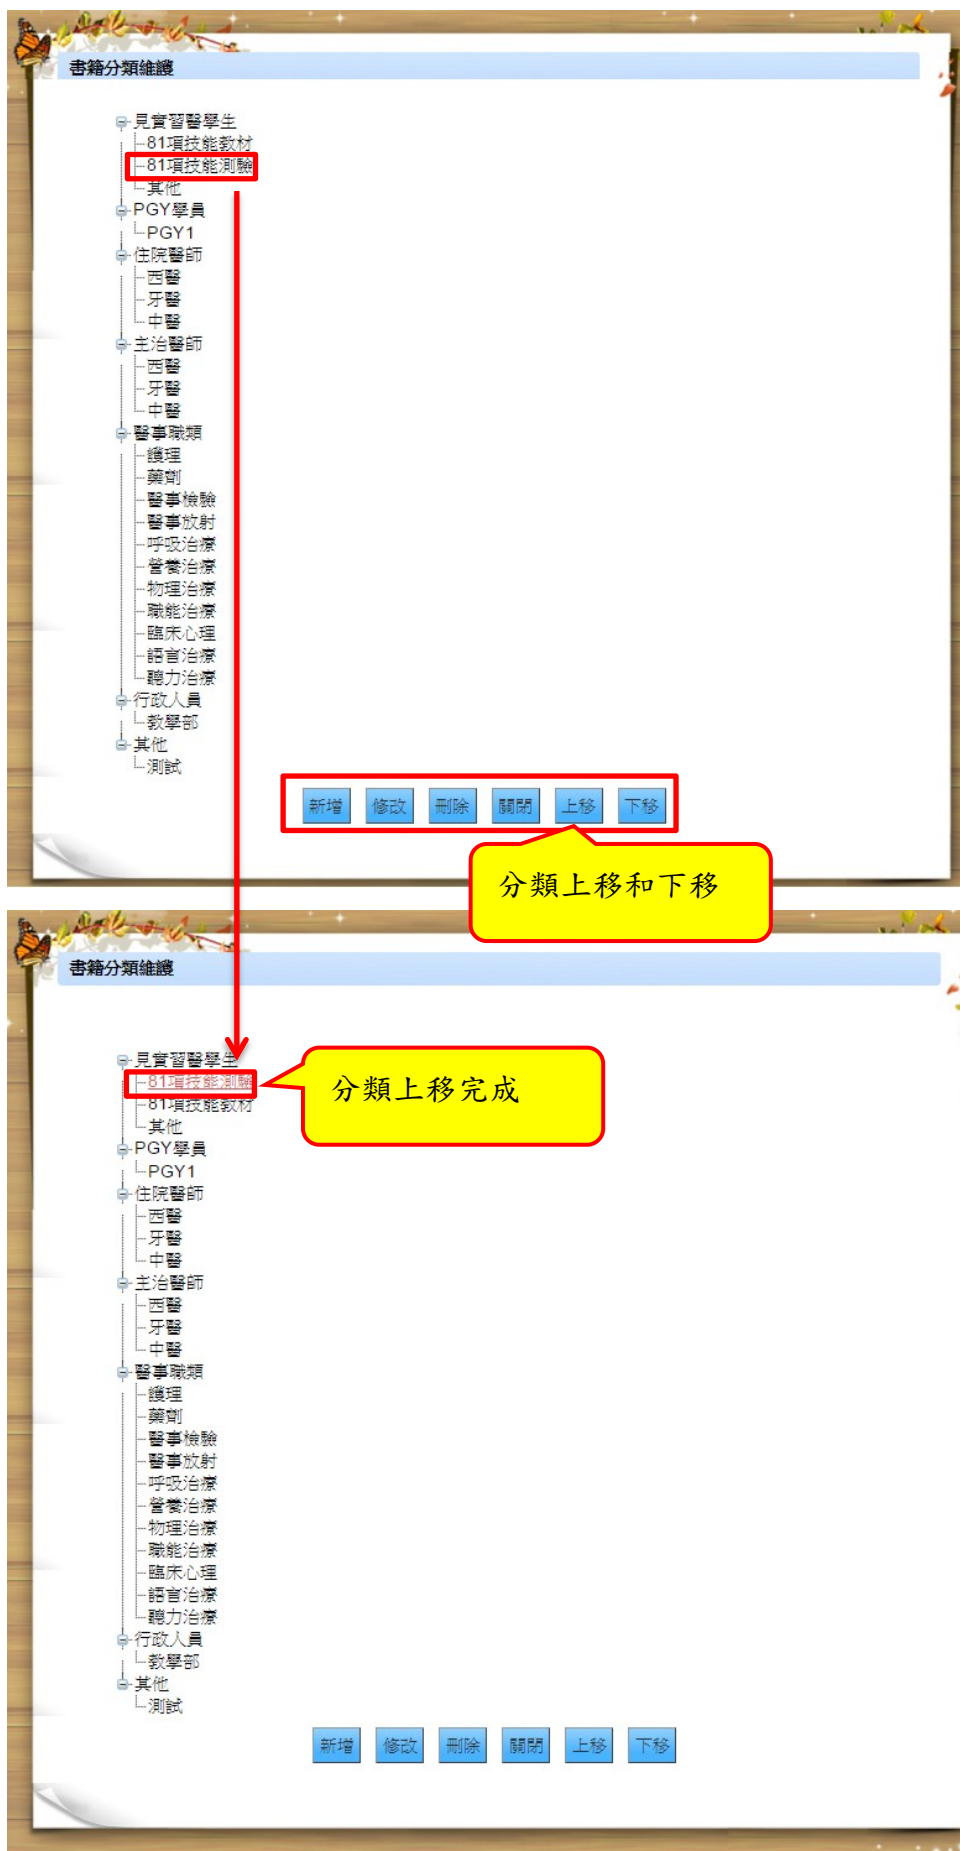 書籍分類維護
見實習醫學生
81項技能教材
81項技能測驗
其他
PGY學員
PGY1
住院醫師
西醫
牙醫
中醫
主治醫師
西醫
牙醫
中醫
醫事職類
護理
藥劑
醫事檢驗
醫事放射
呼吸治療
營養治療
物理治療
職能治療
臨床心理
語言治療
聽力治療
行政人員
教學部
其他
測試
新增 修改 刪除 關閉 上移 下移
分類上移和下移
書籍分類維護
見實習醫學生
81項技能測驗
分類上移完成
81項技能教材
其他
PGY學員
PGY1
住院醫師
西醫
牙醫
中醫
主治醫師
西醫
牙醫
中醫
醫事職類
護理
藥劑
醫事檢驗
醫事放射
呼吸治療
營養治療
物理治療
職能治療
臨床心理
語言治療
聽力治療
行政人員
教學部
其他
測試
新增 修改 刪除 關閉 上移 下移